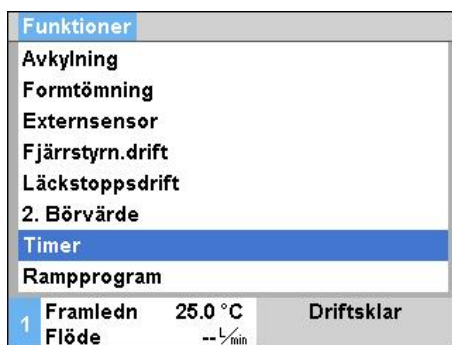 Funktioner
Avkylning
Formtömning
Externsensor
Fjärrstyrn.drift
Läckstoppsdrift
2. Börvärde
Timer
Rampprogram
1 Framledn 25.0 °C Driftsklar
Flöde -- L/min